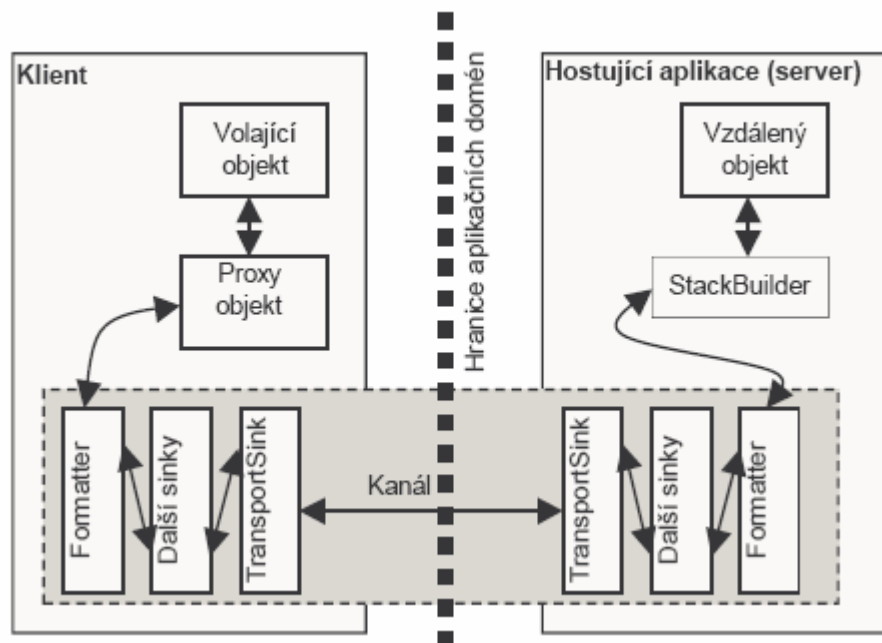 Klient
Volající
objekt
Proxy
objekt
Formatter
Další sinky
TransportSink
Kanál
Hranice aplikačních domén
Hostující aplikace (server)
Vzdálený
objekt
StackBuilder
TransportSink
Další sinky
Formatter